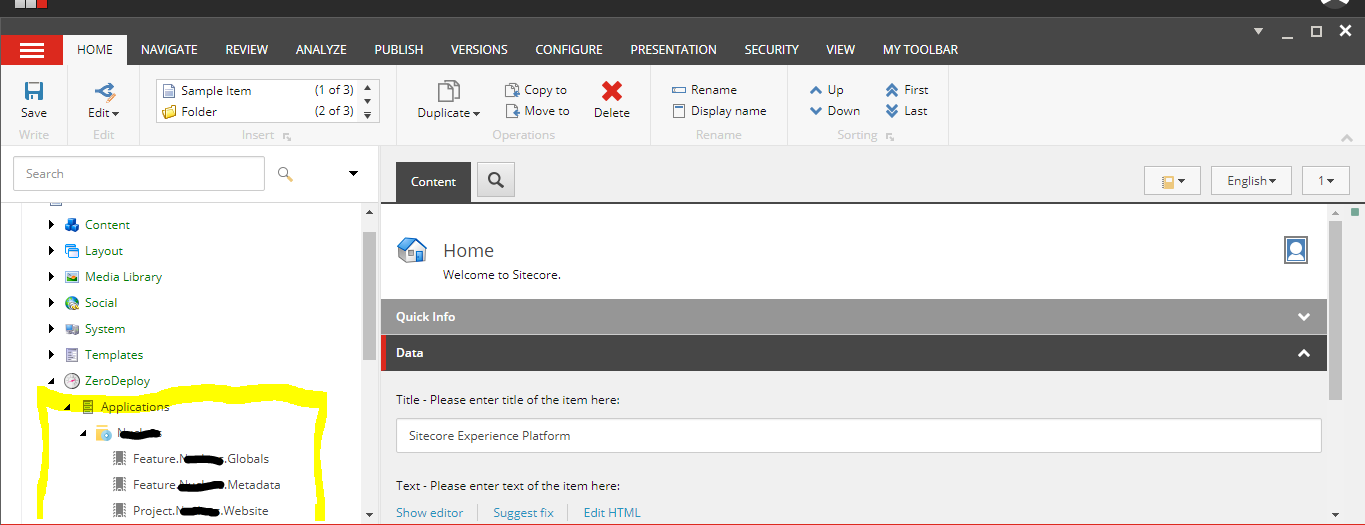 HOME NAVIGATE REVIEW ANALYZE PUBLISH VERSIONS CONFIGURE PRESENTATION SECURITY VIEW MY TOOLBAR
Save
Write
Edit
Edit
Sample Item (1 of 3)
Folder (2 of 3)
Insert
Duplicate
Copy to
Move to
Delete
Operations
Rename
Display name
Rename
Up
Down
First
Last
Sorting
Search
Content
Layout
Media Library
Social
System
Templates
ZeroDeploy
Applications
Feature. .Globals
Feature. .Metadata
Project. .Website
Content
English
1
Home
Welcome to Sitecore.
Quick Info
Data
Title - Please enter title of the item here:
Sitecore Experience Platform
Text - Please enter text of the item here:
Show editor Suggest fix Edit HTML